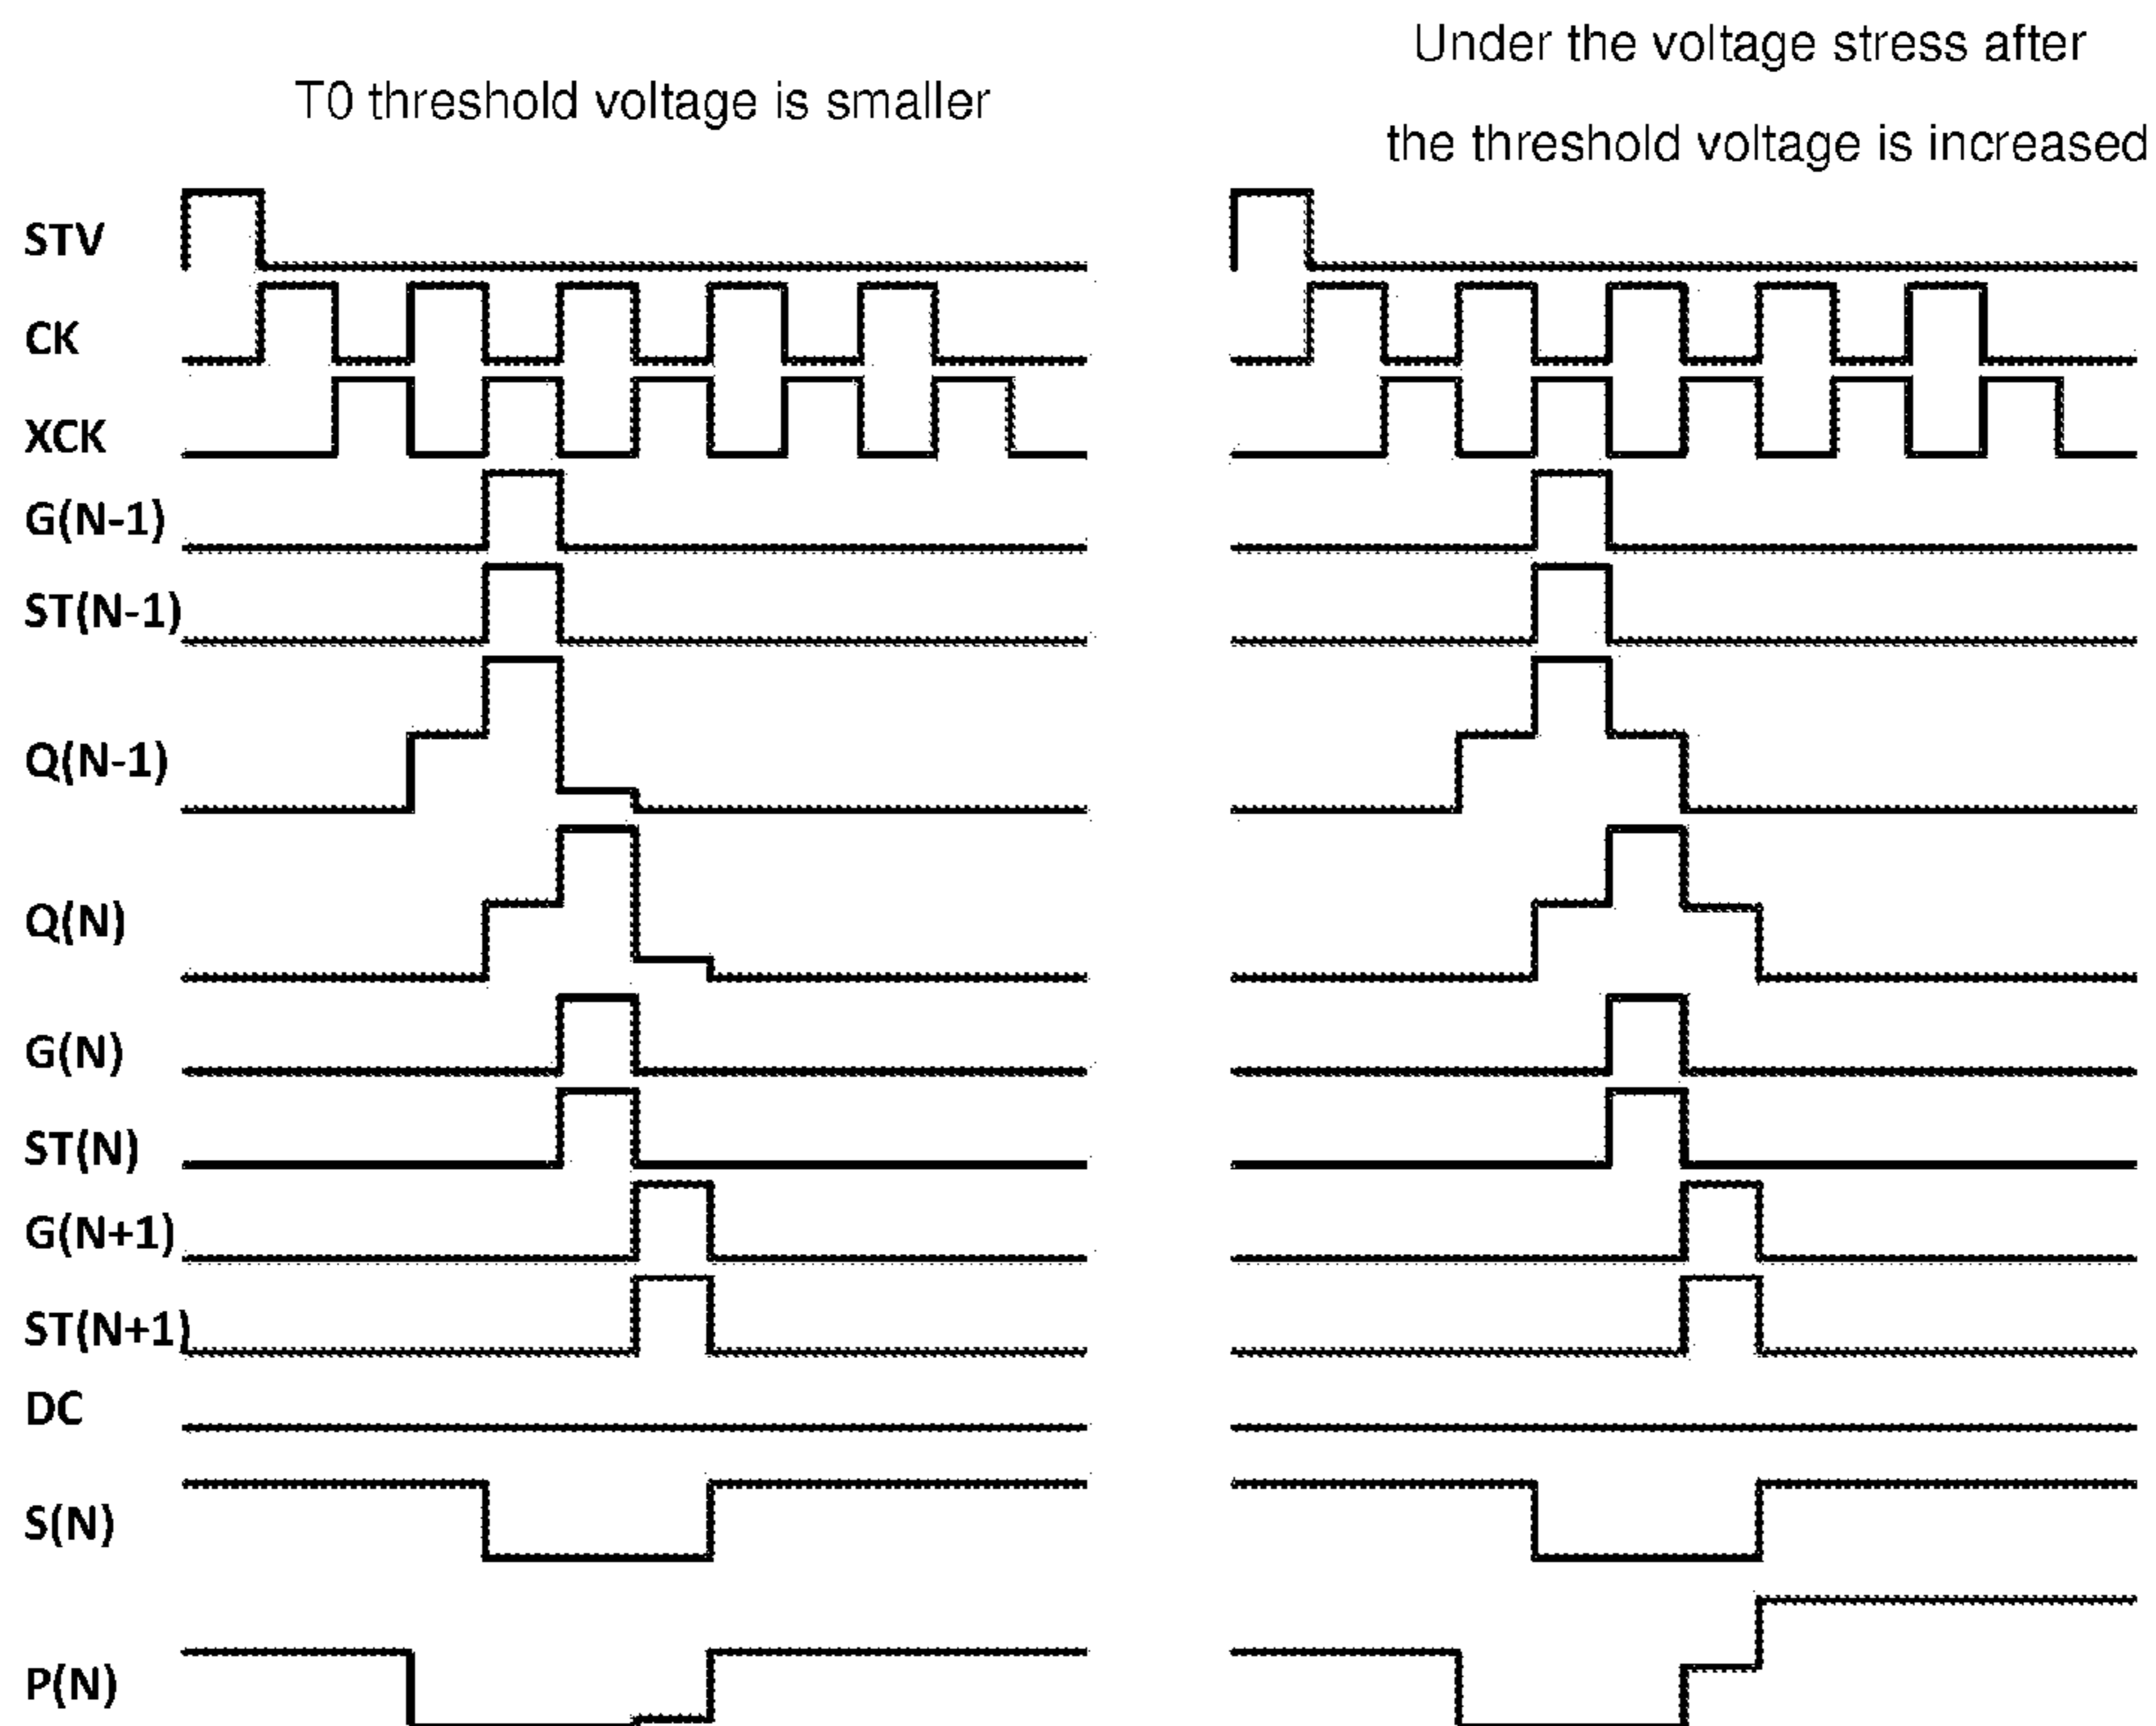 T0 threshold voltage is smaller
Under the voltage stress after
the threshold voltage is increased
STV
CK
XCK
G(N-1)
ST(N-1)
Q(N-1)
Q(N)
G(N)
ST(N)
G(N+1)
ST(N+1)
DC
S(N)
P(N)